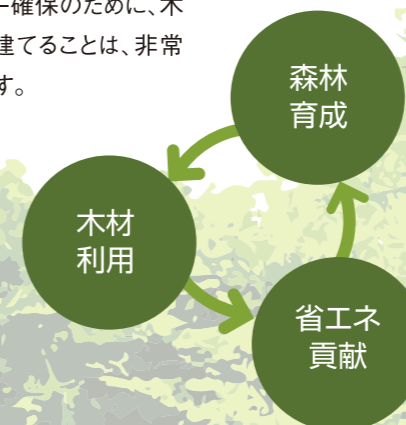 ー確保のために、木
建てることは、非常
す。
森林
育成
木材
利用
省エネ
貢献